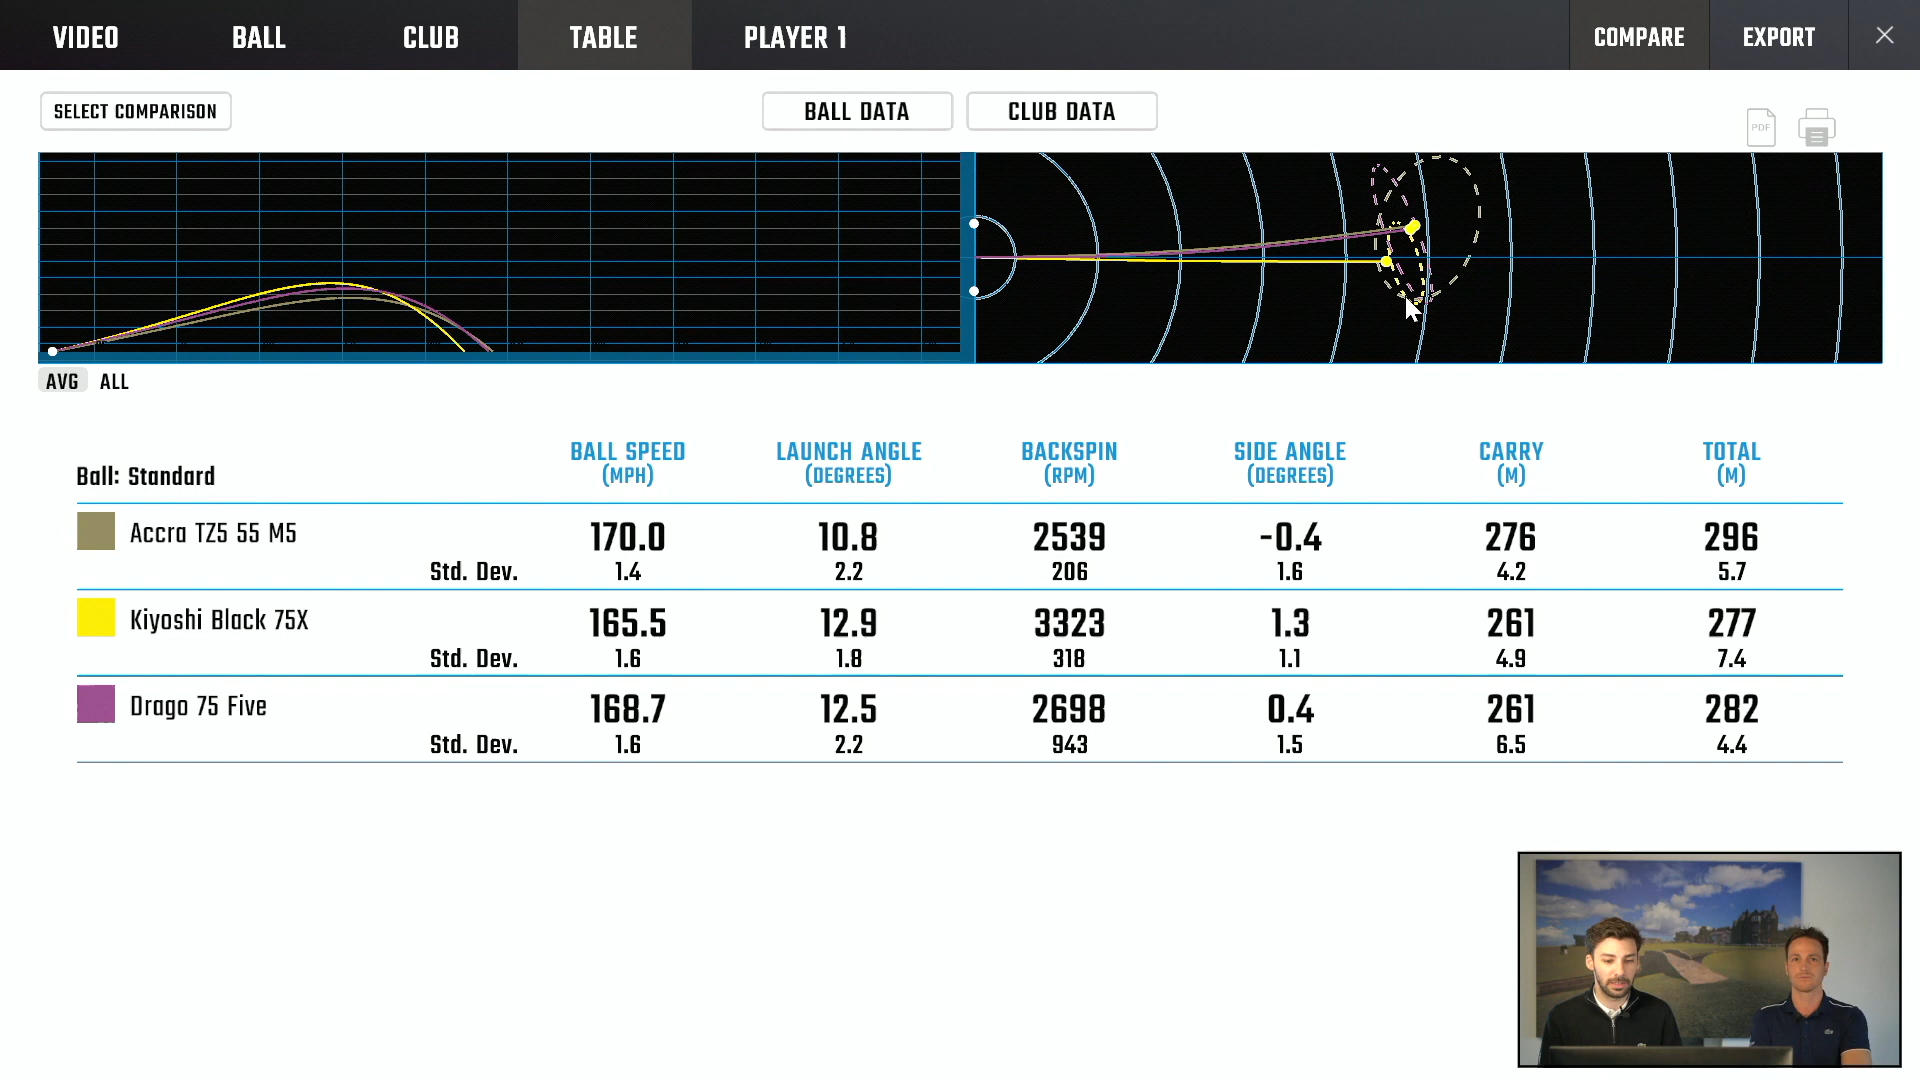 VIDEO BALL CLUB TABLE PLAYER 1 COMPARE EXPORT
SELECT COMPARISON BALL DATA CLUB DATA
PDF
AVG ALL
BALL SPEED LAUNCH ANGLE BACKSPIN SIDE ANGLE CARRY TOTAL
(MPH) (DEGREES) (RPM) (DEGREES) (M) (M)
Ball: Standard
Accra TZ5 55 M5 170.0 10.8 2539 -0.4 276 296
Std. Dev. 1.4 2.2 206 1.6 4.2 5.7
Kiyoshi Black 75X 165.5 12.9 3323 1.3 261 277
Std. Dev. 1.6 1.8 318 1.1 4.9 7.4
Drago 75 Five 168.7 12.5 2698 0.4 261 282
Std. Dev. 1.6 2.2 943 1.5 6.5 4.4